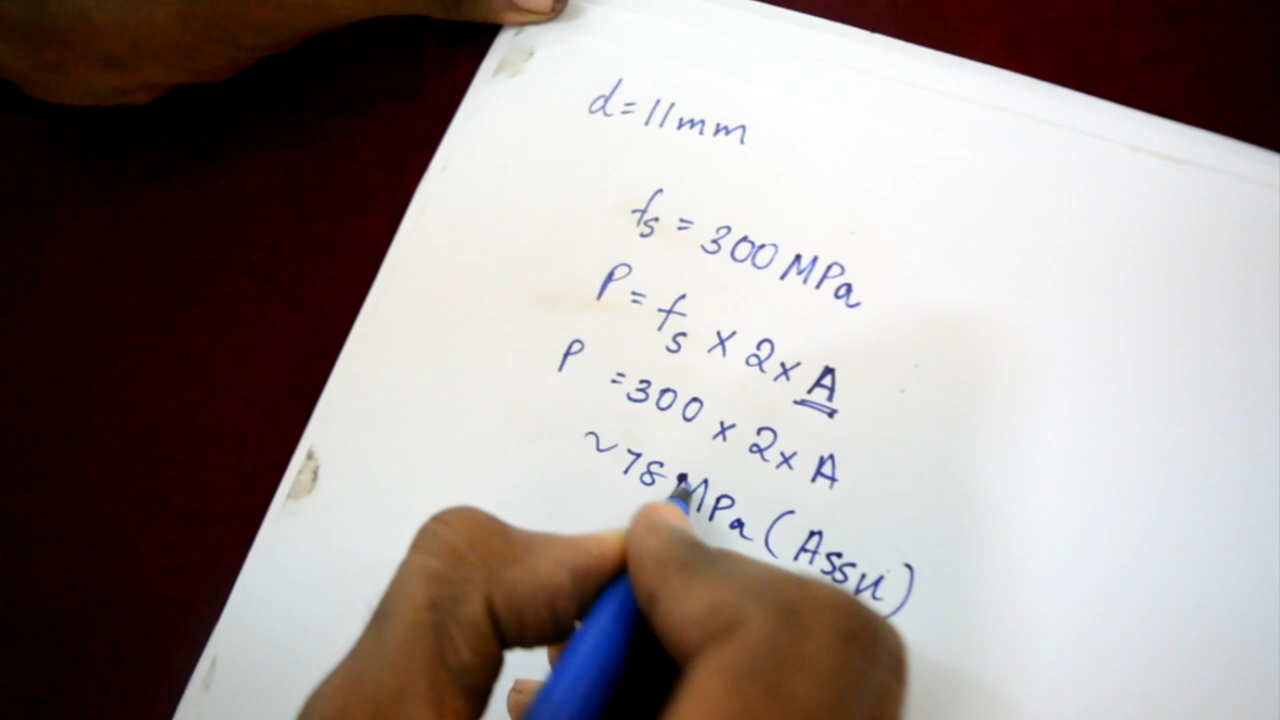 d=11mm
fs = 300 MPa
P = fs × 2 × A
P = 300 × 2 × A
~78 MPa (Assu)